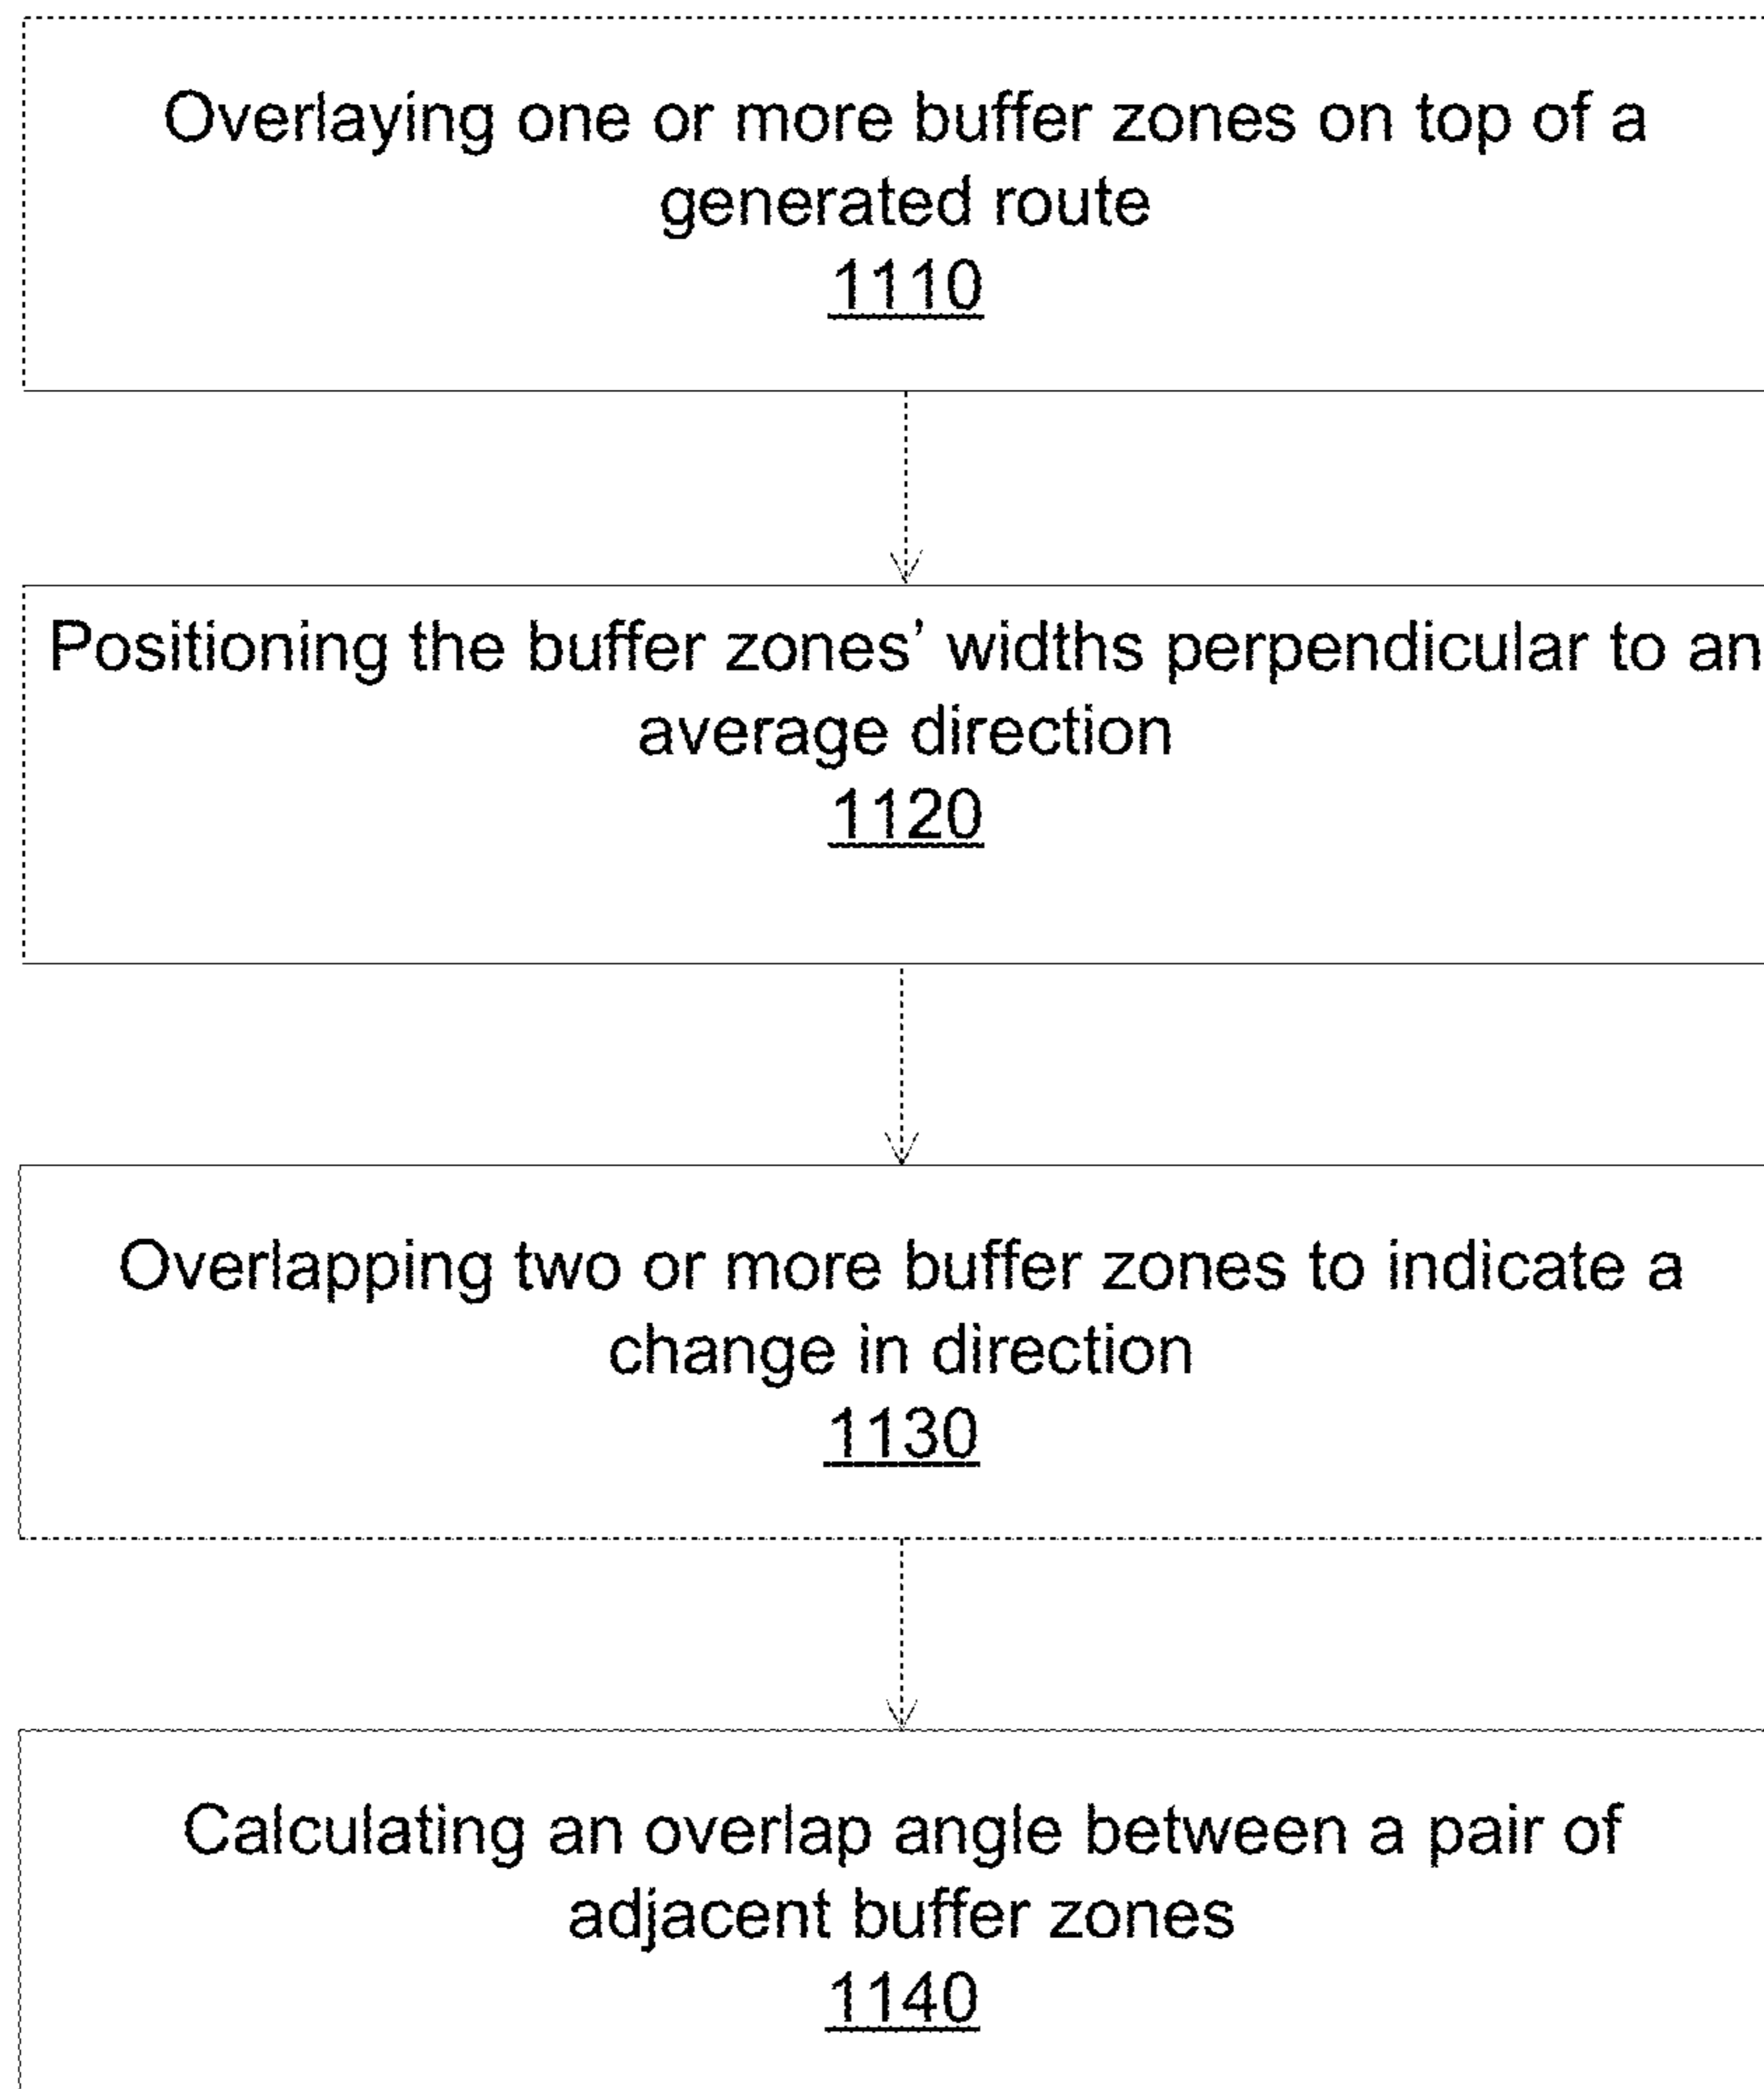 Overlaying one or more buffer zones on top of a
generated route
1110
Positioning the buffer zones’ widths perpendicular to an
average direction
1120
Overlapping two or more buffer zones to indicate a
change in direction
1130
Calculating an overlap angle between a pair of
adjacent buffer zones
1140